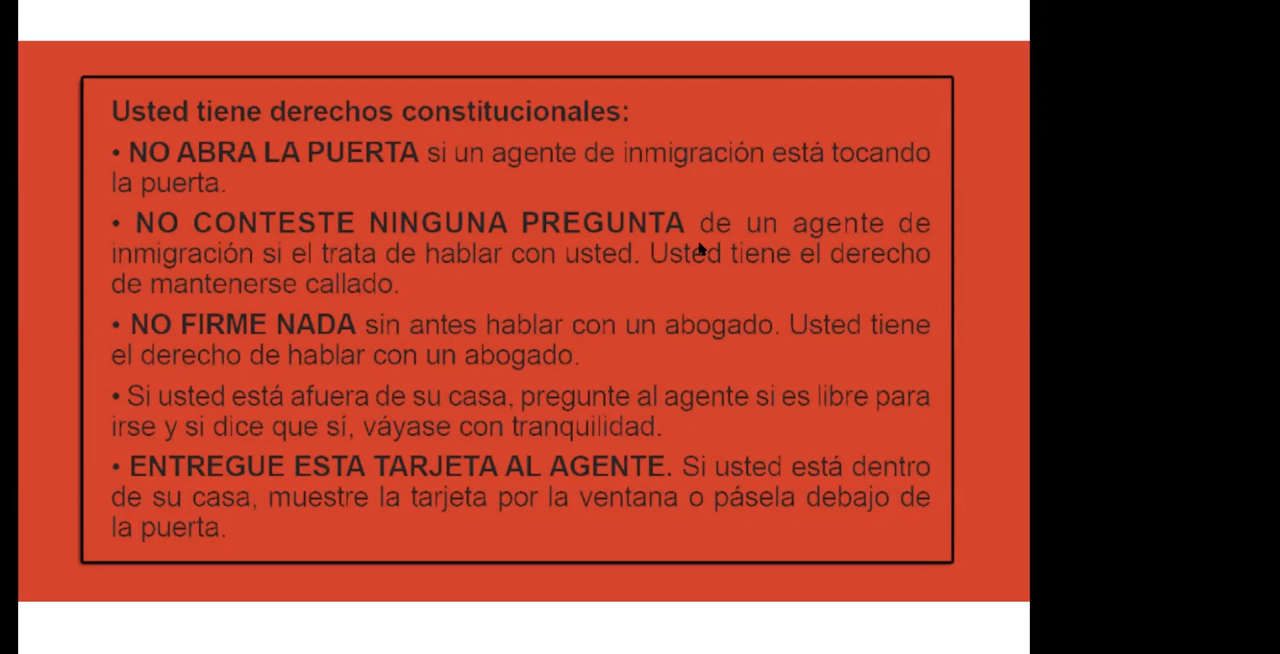 Usted tiene derechos constitucionales:
• NO ABRA LA PUERTA si un agente de inmigración está tocando
la puerta.
• NO CONTESTE NINGUNA PREGUNTA de un agente de
inmigración si el trata de hablar con usted. Usted tiene el derecho
de mantenerse callado.
• NO FIRME NADA sin antes hablar con un abogado. Usted tiene
el derecho de hablar con un abogado.
• Si usted está afuera de su casa, pregunte al agente si es libre para
irse y si dice que sí, váyase con tranquilidad.
• ENTREGUE ESTA TARJETA AL AGENTE. Si usted está dentro
de su casa, muestre la tarjeta por la ventana o pásela debajo de
la puerta.